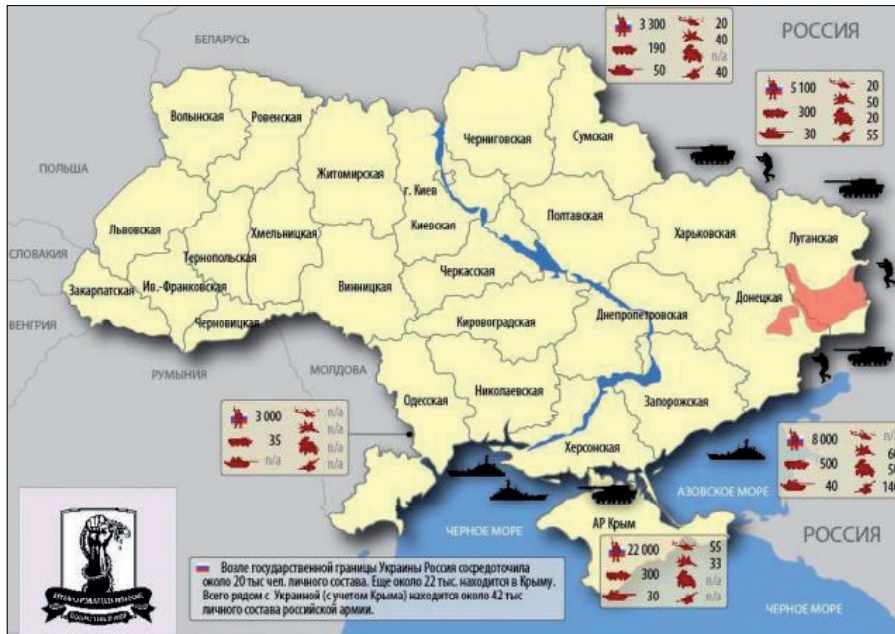 БЕЛАРУСЬ
РОССИЯ
3 300
20
40
190
n/a
50
40
5 100
20
50
300
20
30
55
Волынская
Ровенская
Житомирская
г. Киев
Киевская
Черниговская
Сумская
ПОЛЬША
Львовская
Тернопольская
Хмельницкая
Полтавская
Харьковская
Луганская
СЛОВАКИЯ
Закарпатская
Ив.-Франковская
Винницкая
Черкасская
Донецкая
Черновицкая
Кировоградская
Днепропетровская
ВЕНГРИЯ
РУМЫНИЯ
МОЛДОВА
Одесская
Николаевская
Запорожская
Херсонская
3 000
n/a
n/a
35
n/a
n/a
n/a
8 000
n/a
500
40
АЗОВСКОЕ МОРЕ
ЧЕРНОЕ МОРЕ
АР Крым
РОССИЯ
22 000
55
33
300
n/a
30
n/a
ЧЕРНОЕ МОРЕ
Возле государственной границы Украины Россия сосредоточила
около 20 тыс чел. личного состава. Еще около 22 тыс. находится в Крыму.
Всего рядом с Украиной (с учетом Крыма) находится около 42 тыс
личного состава российской армии.